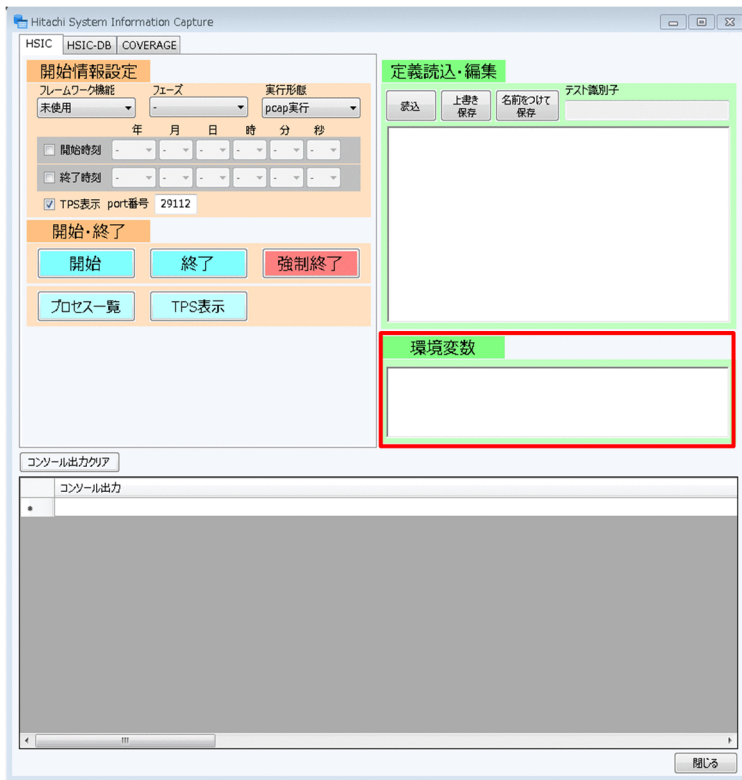 Hitachi System Information Capture
HSIC HSIC-DB COVERAGE
開始情報設定
フレームワーク機能 フェーズ 実行形態
未使用 - pcap実行
年 月 日 時 分 秒
開始時刻 - - - - - -
終了時刻 - - - - - -
TPS表示 port番号 29112
開始・終了
開始 終了 強制終了
プロセス一覧 TPS表示
定義読込・編集
読込 上書き保存 名前をつけて保存 テスト識別子
環境変数
コンソール出力クリア
コンソール出力
閉じる